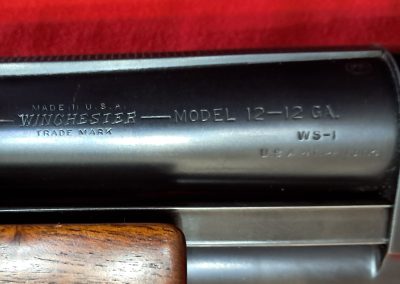 MADE IN U.S.A.
—WINCHESTER—MODEL 12—12 GA.
TRADE MARK
WS-1